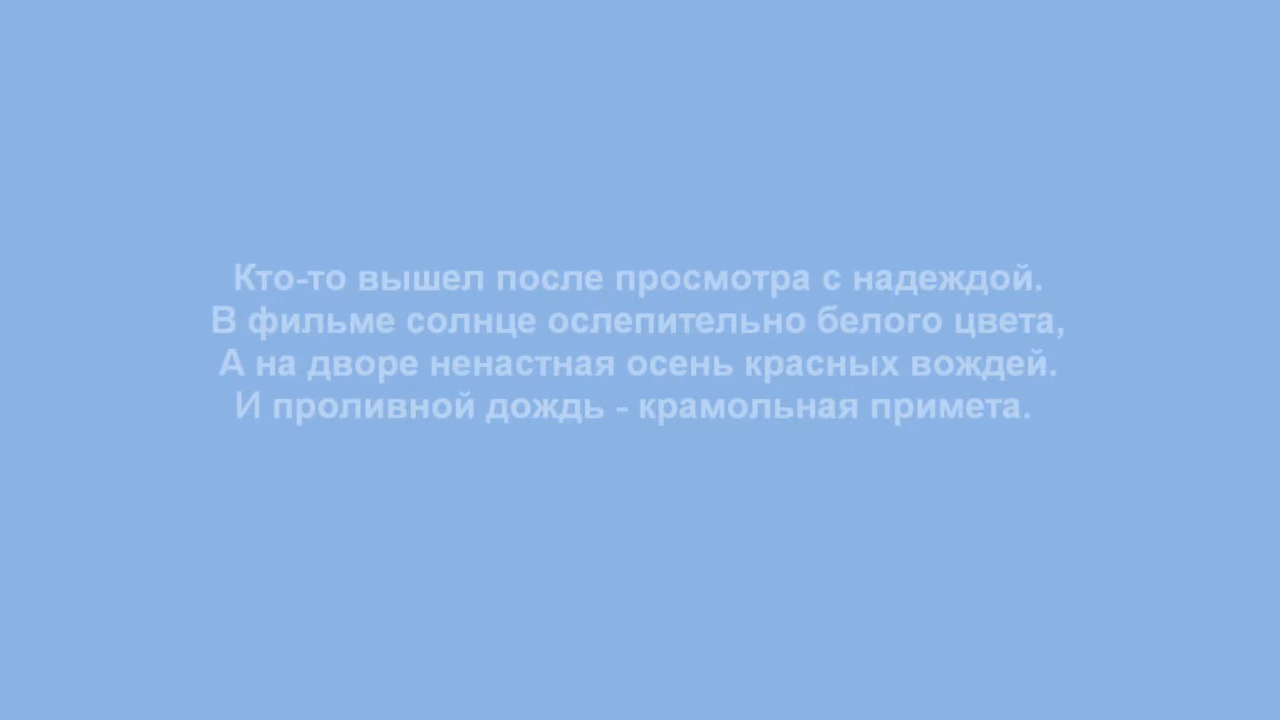 Кто-то вышел после просмотра с надеждой.
В фильме солнце ослепительно белого цвета,
А на дворе ненастная осень красных вождей.
И проливной дождь - крамольная примета.